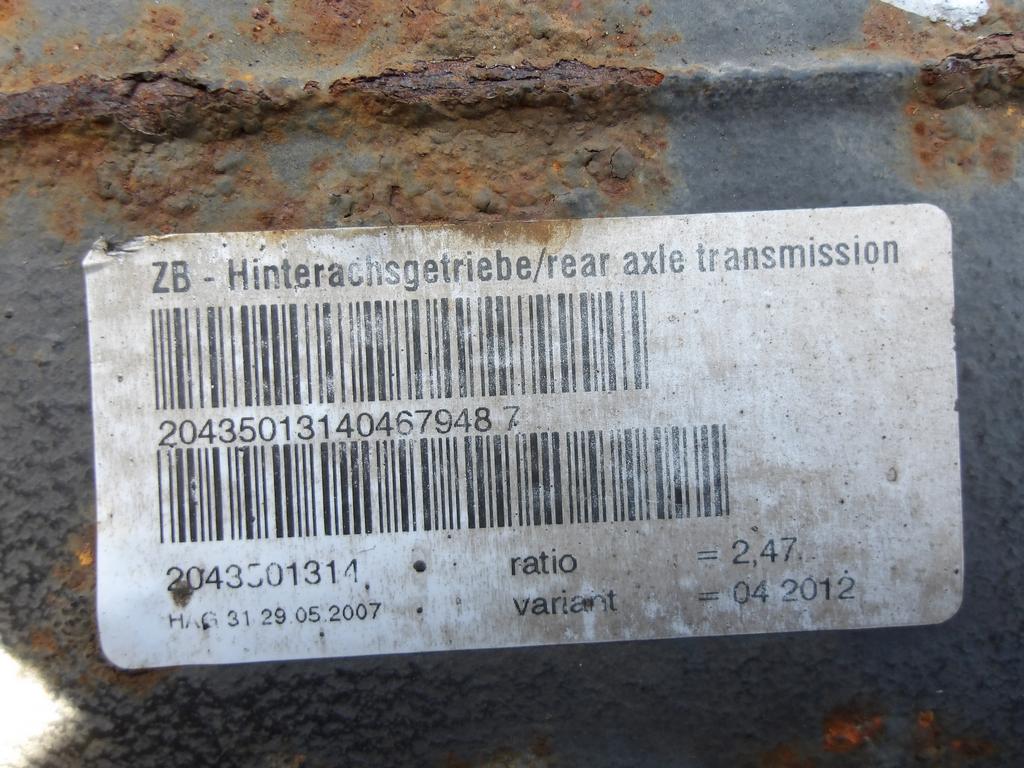 ZB - Hinterachsgetriebe/rear axle transmission
20435013140467948 7
2043501314
HAG 31 29.05.2007
ratio = 2,47
variant = 04 2012